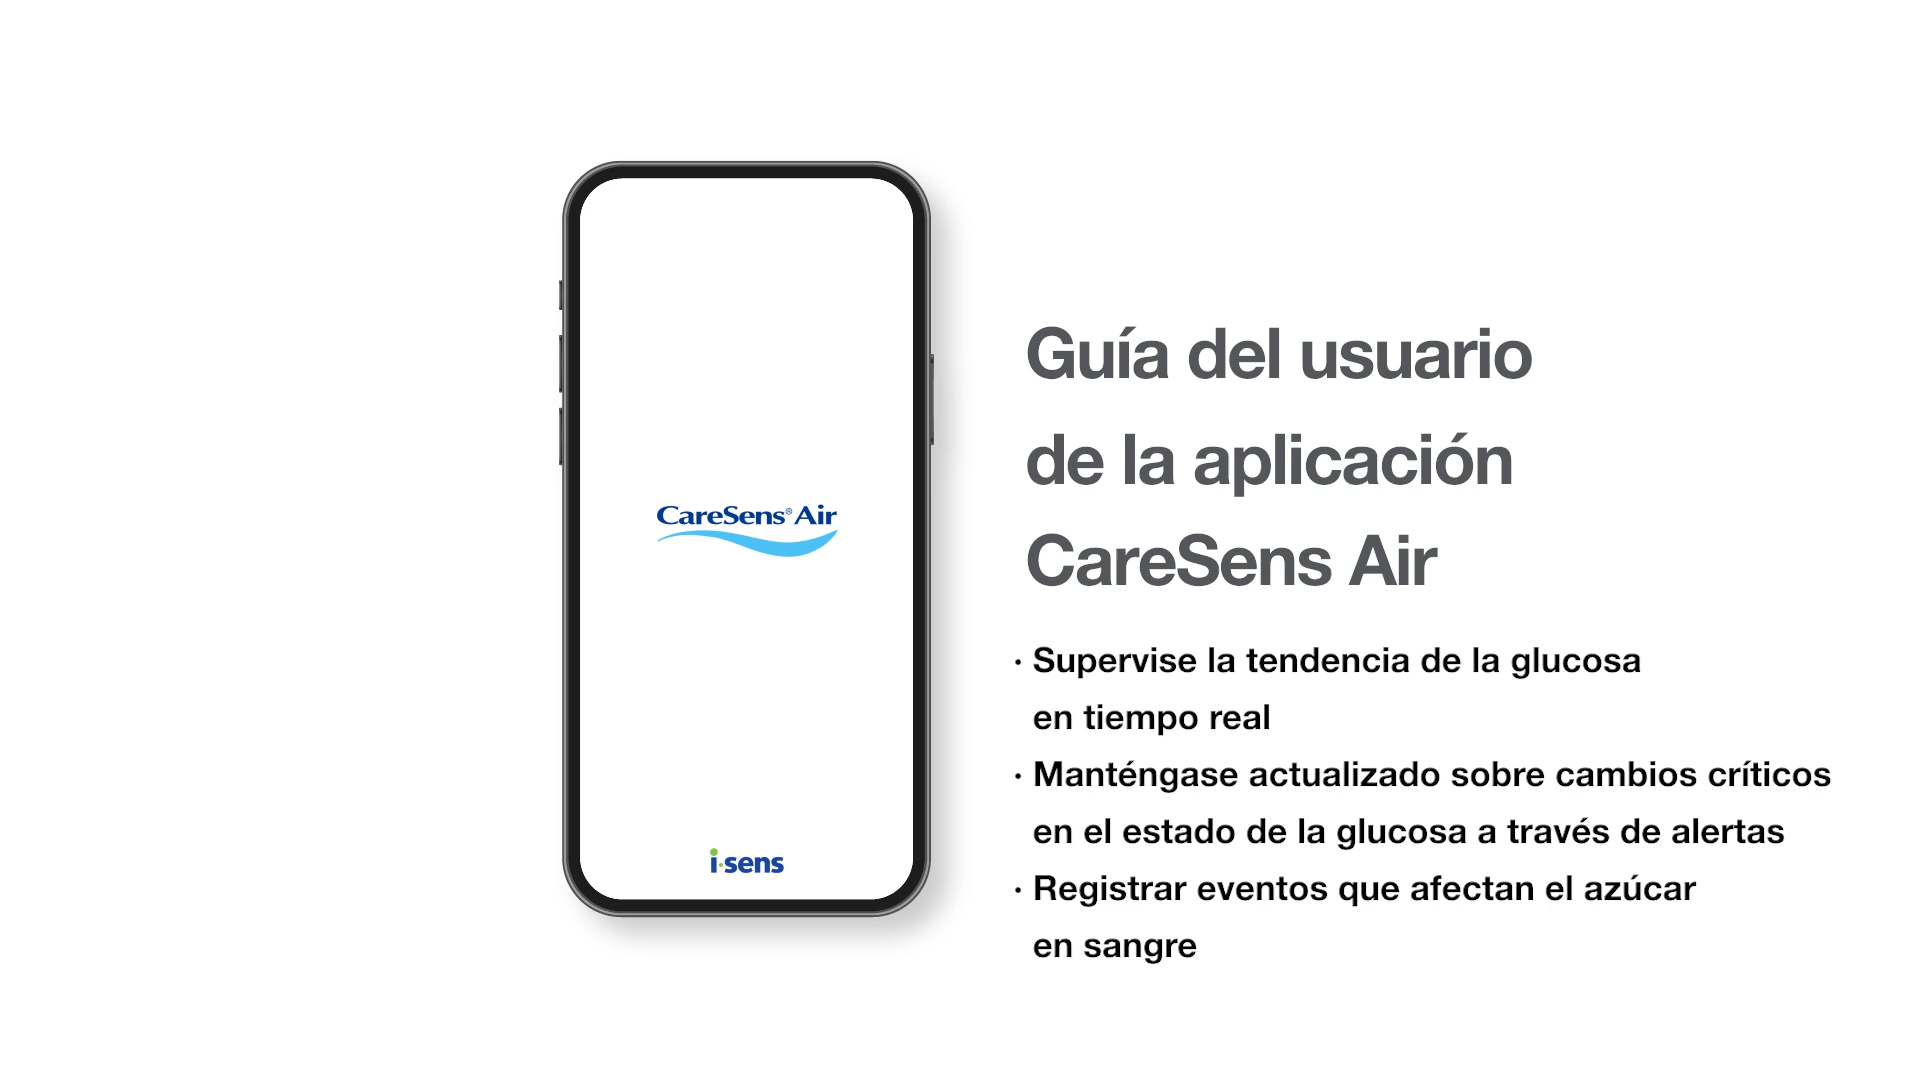 CareSens® Air
i·sens
Guía del usuario
de la aplicación
CareSens Air
· Supervise la tendencia de la glucosa
en tiempo real
· Manténgase actualizado sobre cambios críticos
en el estado de la glucosa a través de alertas
· Registrar eventos que afectan el azúcar
en sangre